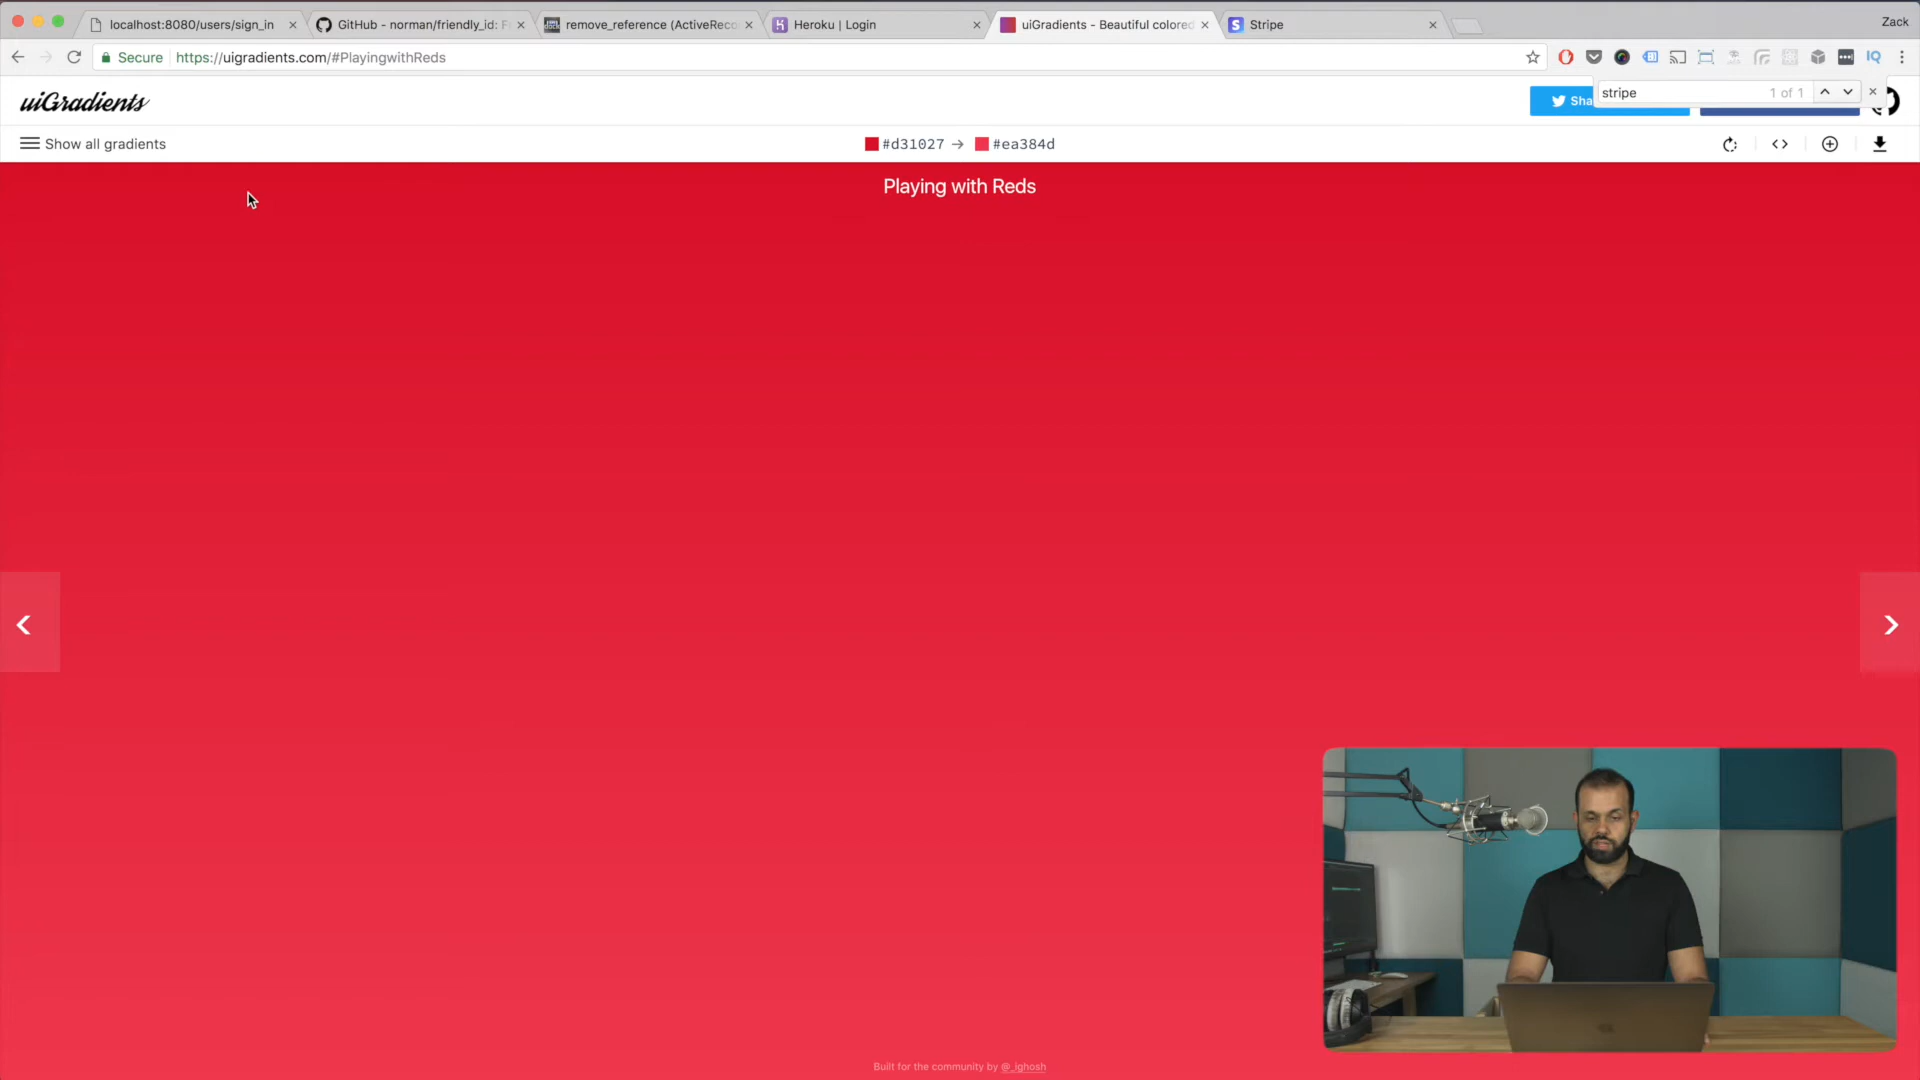 localhost:8080/users/sign_in
GitHub - norman/friendly_id: F
remove_reference (ActiveReco
Heroku | Login
uiGradients - Beautiful colored
Stripe
Zack
Secure
https://uigradients.com/#PlayingwithReds
IQ
uiGradients
Sha
stripe
1 of 1
Show all gradients
#d31027 → #ea384d
Playing with Reds
Built for the community by @_ighosh